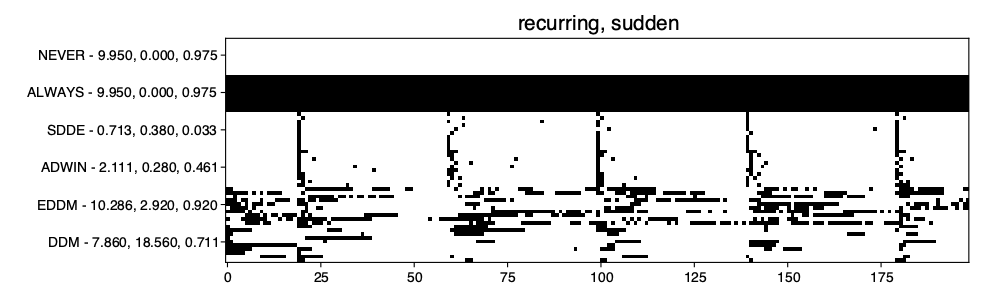 recurring, sudden
NEVER - 9.950, 0.000, 0.975
ALWAYS - 9.950, 0.000, 0.975
SDDE - 0.713, 0.380, 0.033
ADWIN - 2.111, 0.280, 0.461
EDDM - 10.286, 2.920, 0.920
DDM - 7.860, 18.560, 0.711
0 25 50 75 100 125 150 175